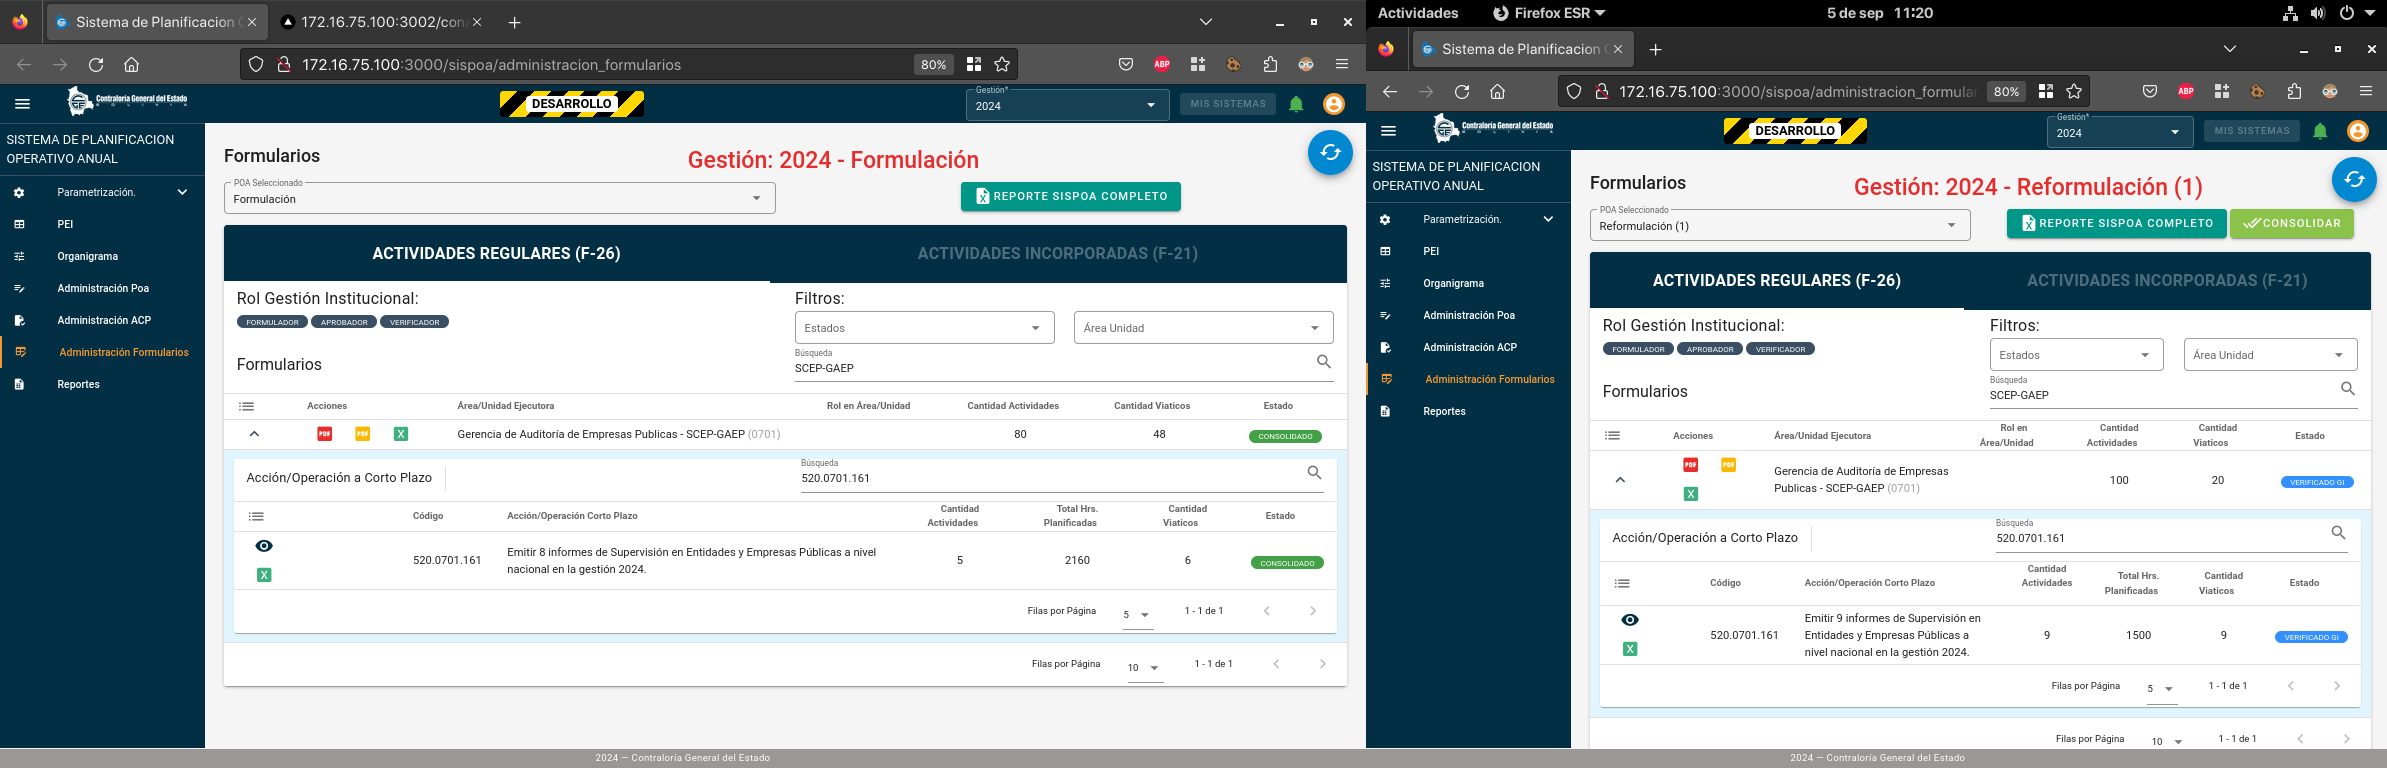 Sistema de Planificacion
172.16.75.100:3002/con
172.16.75.100:3000/sispoa/administracion_formularios
80%
ABP
Contraloría General del Estado
BOLIVIA
DESARROLLO
Gestión*
2024
MIS SISTEMAS
SISTEMA DE PLANIFICACION
OPERATIVO ANUAL
Parametrización.
PEI
Organigrama
Administración Poa
Administración ACP
Administración Formularios
Reportes
Formularios
Gestión: 2024 - Formulación
POA Seleccionado
Formulación
REPORTE SISPOA COMPLETO
ACTIVIDADES REGULARES (F-26)
ACTIVIDADES INCORPORADAS (F-21)
Rol Gestión Institucional:
FORMULADOR
APROBADOR
VERIFICADOR
Filtros:
Estados
Área Unidad
Formularios
Búsqueda
SCEP-GAEP
Acciones
Área/Unidad Ejecutora
Rol en Área/Unidad
Cantidad Actividades
Cantidad Viaticos
Estado
PDF
PDF
X
Gerencia de Auditoría de Empresas Publicas - SCEP-GAEP (0701)
80
48
CONSOLIDADO
Acción/Operación a Corto Plazo
Búsqueda
520.0701.161
Código
Acción/Operación Corto Plazo
Cantidad
Actividades
Total Hrs.
Planificadas
Cantidad
Viaticos
Estado
X
520.0701.161
Emitir 8 informes de Supervisión en Entidades y Empresas Públicas a nivel
nacional en la gestión 2024.
5
2160
6
CONSOLIDADO
Filas por Página
5
1 - 1 de 1
Filas por Página
10
1 - 1 de 1
2024 — Contraloría General del Estado
Actividades
Firefox ESR
5 de sep 11:20
Sistema de Planificacion
172.16.75.100:3000/sispoa/administracion_formular
80%
ABP
Contraloría General del Estado
BOLIVIA
DESARROLLO
Gestión*
2024
MIS SISTEMAS
SISTEMA DE PLANIFICACION
OPERATIVO ANUAL
Parametrización.
PEI
Organigrama
Administración Poa
Administración ACP
Administración Formularios
Reportes
Formularios
Gestión: 2024 - Reformulación (1)
POA Seleccionado
Reformulación (1)
REPORTE SISPOA COMPLETO
CONSOLIDAR
ACTIVIDADES REGULARES (F-26)
ACTIVIDADES INCORPORADAS (F-21)
Rol Gestión Institucional:
FORMULADOR
APROBADOR
VERIFICADOR
Filtros:
Estados
Área Unidad
Formularios
Búsqueda
SCEP-GAEP
Acciones
Área/Unidad Ejecutora
Rol en
Área/Unidad
Cantidad
Actividades
Cantidad
Viaticos
Estado
PDF
PDF
X
Gerencia de Auditoría de Empresas
Publicas - SCEP-GAEP (0701)
100
20
VERIFICADO GI
Acción/Operación a Corto Plazo
Búsqueda
520.0701.161
Código
Acción/Operación Corto Plazo
Cantidad
Actividades
Total Hrs.
Planificadas
Cantidad
Viaticos
Estado
X
520.0701.161
Emitir 9 informes de Supervisión en
Entidades y Empresas Públicas a
nivel nacional en la gestión 2024.
9
1500
9
VERIFICADO GI
Filas por Página
5
1 - 1 de 1
Filas por Página
10
1 - 1 de 1
2024 — Contraloría General del Estado